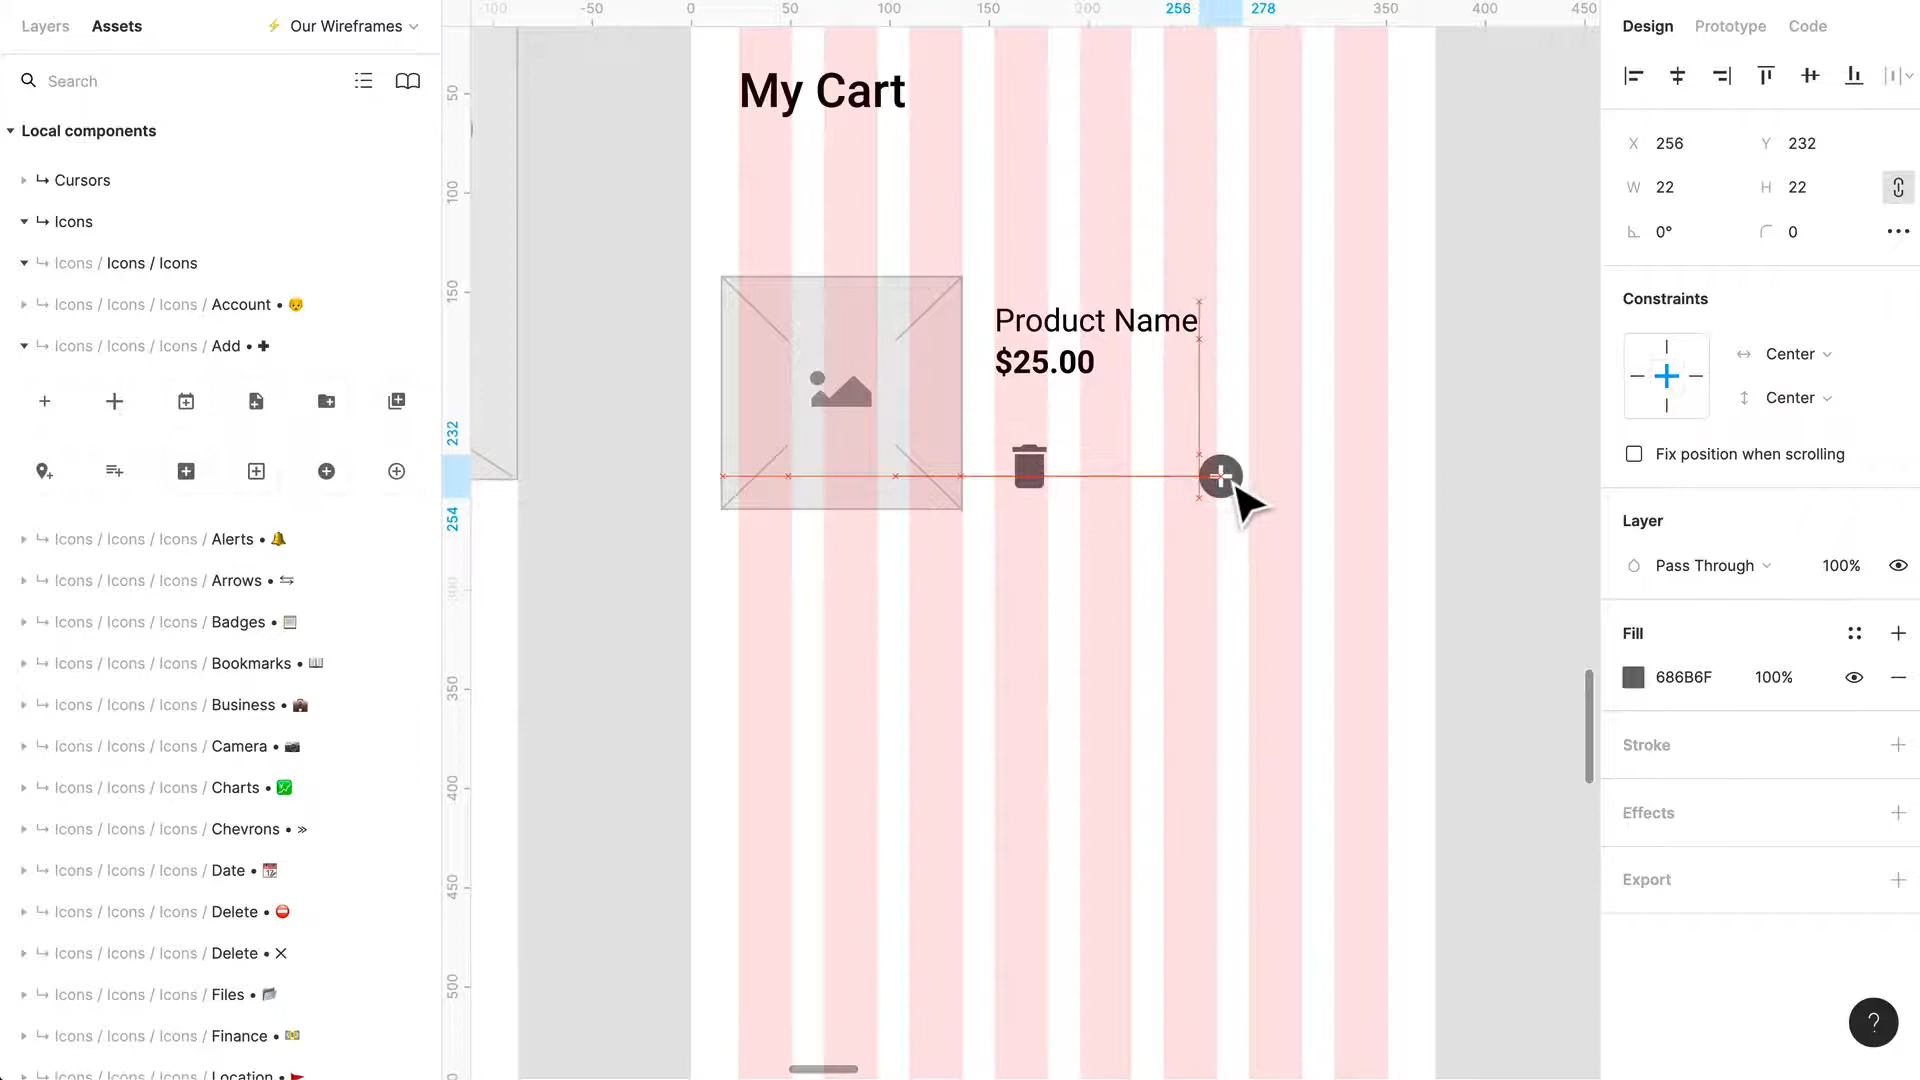 Layers Assets ⚡ Our Wireframes
-100 -50 0 50 100 150 200 256 278 350 400 450
Design Prototype Code
Search
Local components
Cursors
Icons
Icons / Icons / Icons
Icons / Icons / Icons / Account • 👴
Icons / Icons / Icons / Add • ✚
Icons / Icons / Icons / Alerts • 🔔
Icons / Icons / Icons / Arrows • ⇆
Icons / Icons / Icons / Badges •
Icons / Icons / Icons / Bookmarks • 📖
Icons / Icons / Icons / Business • 💼
Icons / Icons / Icons / Camera • 📷
Icons / Icons / Icons / Charts • 💹
Icons / Icons / Icons / Chevrons • »
Icons / Icons / Icons / Date • 📆
Icons / Icons / Icons / Delete • ⛔
Icons / Icons / Icons / Delete • ✕
Icons / Icons / Icons / Files •
Icons / Icons / Icons / Finance • 💵
Icons / Icons / Icons / Location • 🚩
50
100
150
232
254
300
350
400
450
500
My Cart
Product Name
$25.00
X 256 Y 232
W 22 H 22
0° 0
Constraints
Center
Center
Fix position when scrolling
Layer
Pass Through 100%
Fill
686B6F 100%
Stroke
Effects
Export
?